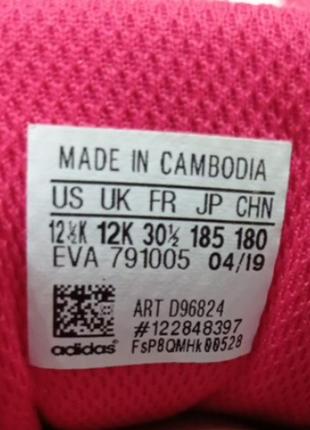 MADE IN CAMBODIA
US UK FR JP CHN
12½K 12K 30½ 185 180
EVA 791005 04/19
ART D96824
#122848397
adidas FsP8QMHk00528